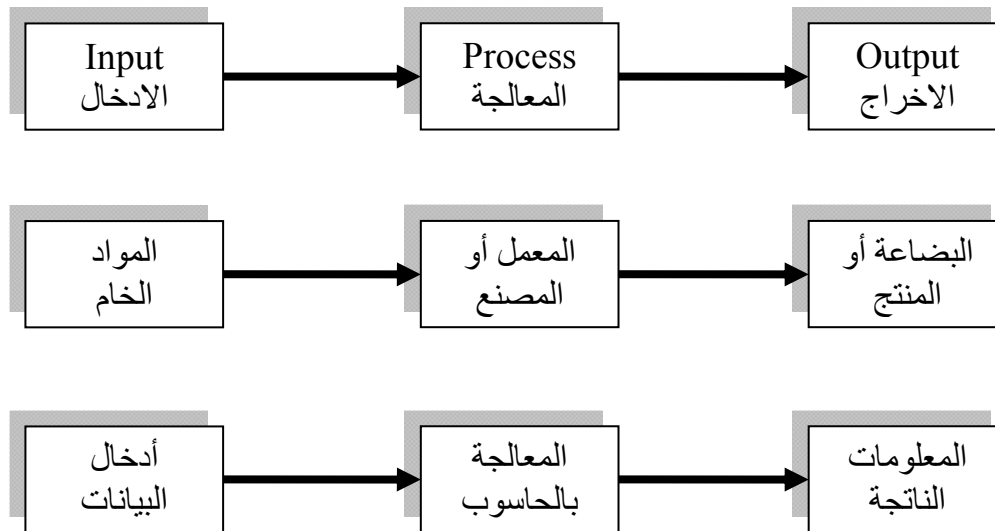 Input
الادخال
Process
المعالجة
Output
الاخراج
المواد
الخام
المعمل أو
المصنع
البضاعة أو
المنتج
أدخال
البيانات
المعالجة
بالحاسوب
المعلومات
الناتجة